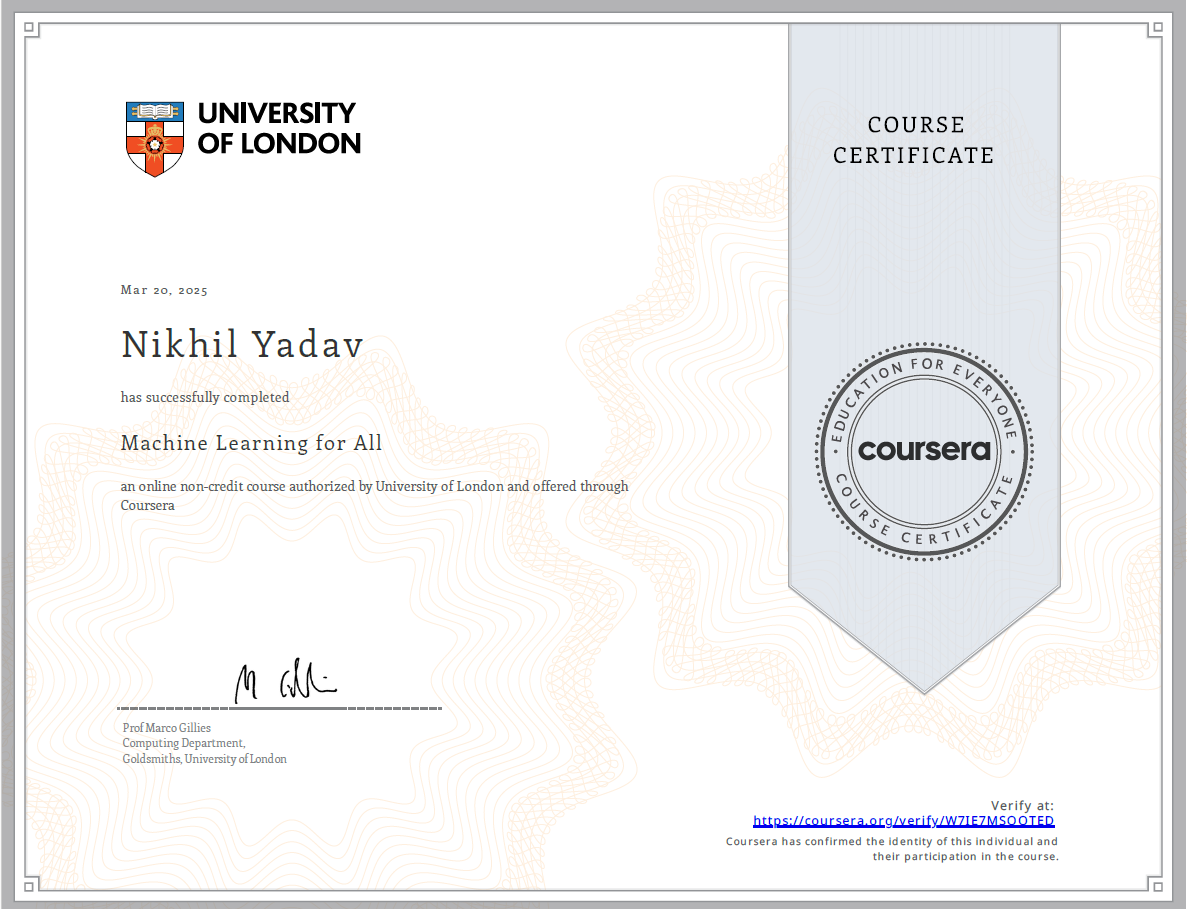 UNIVERSITY
OF LONDON
COURSE
CERTIFICATE
Mar 20, 2025
Nikhil Yadav
has successfully completed
Machine Learning for All
an online non-credit course authorized by University of London and offered through
Coursera
EDUCATION FOR EVERYONE
coursera
COURSE CERTIFICATE
Prof Marco Gillies
Computing Department,
Goldsmiths, University of London
Verify at:
https://coursera.org/verify/W7IE7MSOOTED
Coursera has confirmed the identity of this individual and
their participation in the course.